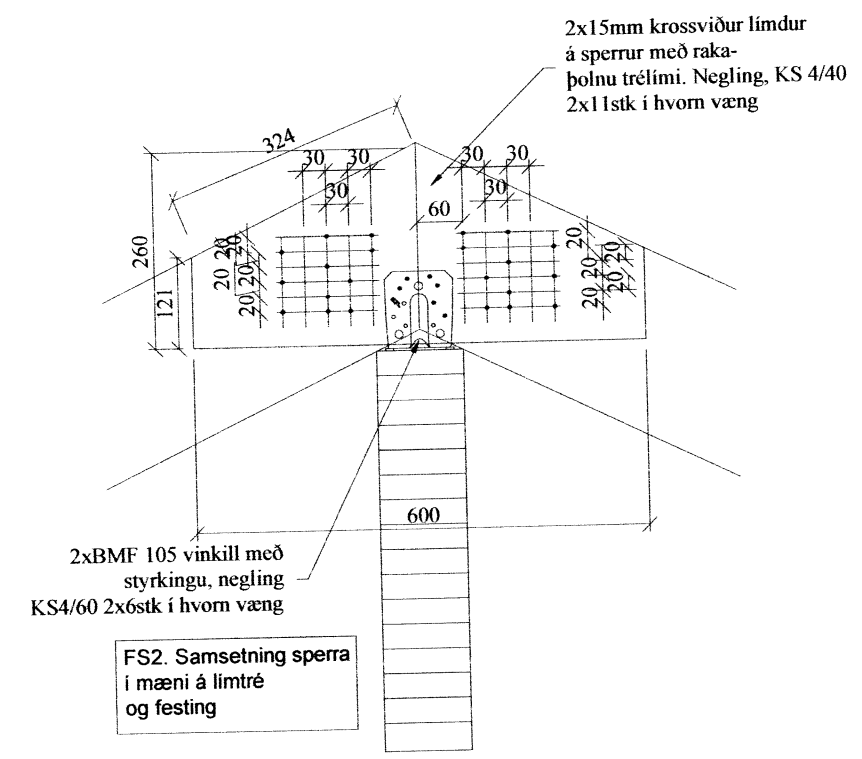 2x15mm krossviður límdur
á sperrur með raka-
þolnu trélími. Negling, KS 4/40
2x11stk í hvorn væng
324
30 30
30
30 30
30
60
260
121
20
20
20
20
20
20
20
20
20
20
20
20
600
2xBMF 105 vinkill með
styrkingu, negling
KS4/60 2x6stk í hvorn væng
FS2. Samsetning sperra
í mæni á límtré
og festing